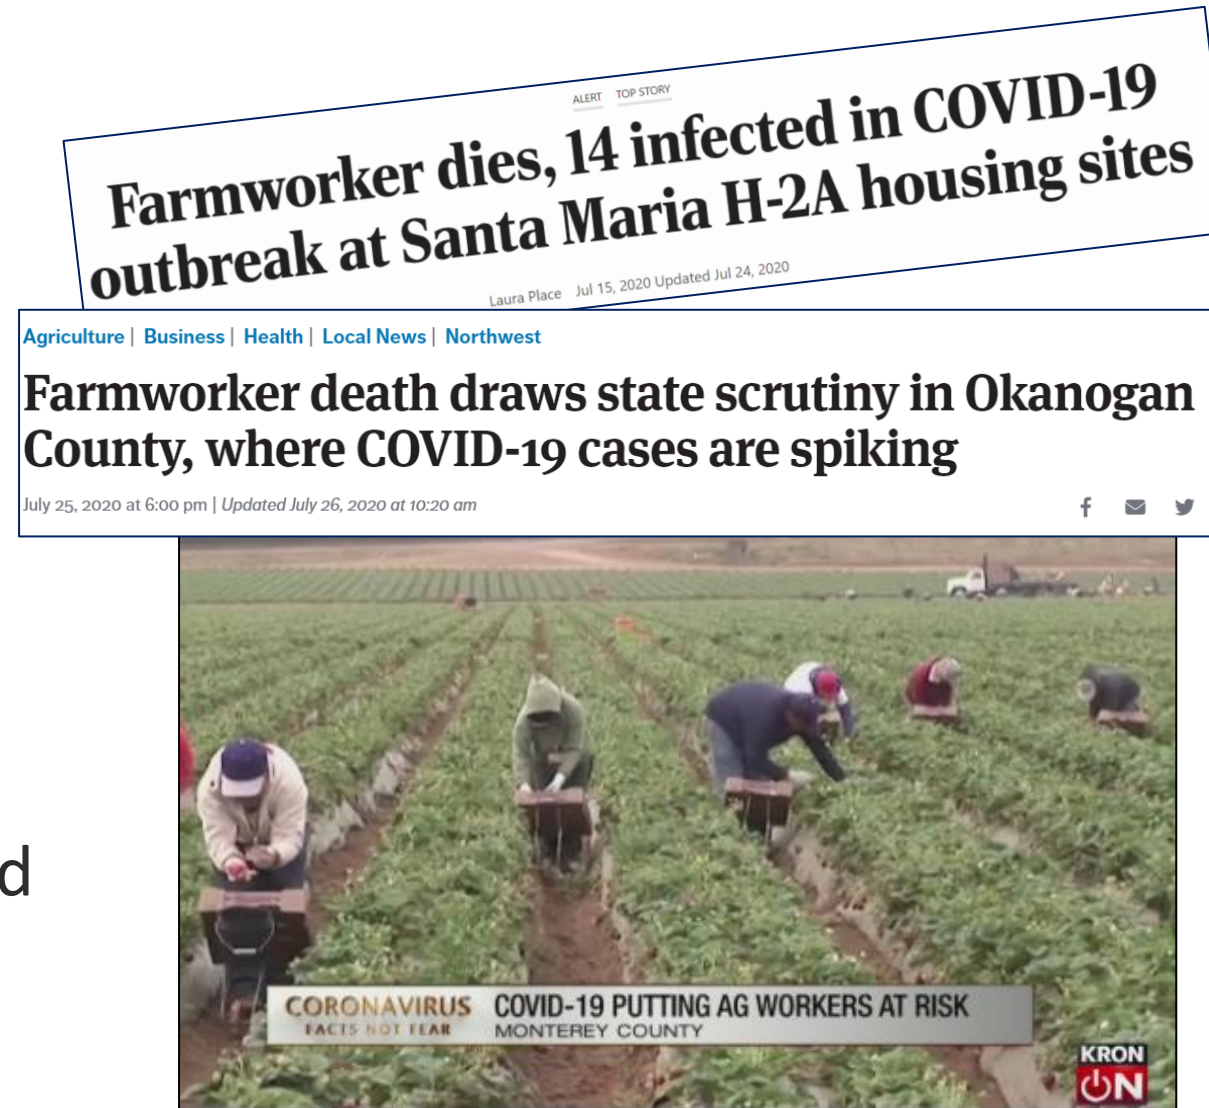 ALERT TOP STORY
Farmworker dies, 14 infected in COVID-19
outbreak at Santa Maria H-2A housing sites
Laura Place Jul 15, 2020 Updated Jul 24, 2020
Agriculture | Business | Health | Local News | Northwest
Farmworker death draws state scrutiny in Okanogan
County, where COVID-19 cases are spiking
July 25, 2020 at 6:00 pm | Updated July 26, 2020 at 10:20 am
d
CORONAVIRUS COVID-19 PUTTING AG WORKERS AT RISK
FACTS NOT FEAR MONTEREY COUNTY
KRON
ON